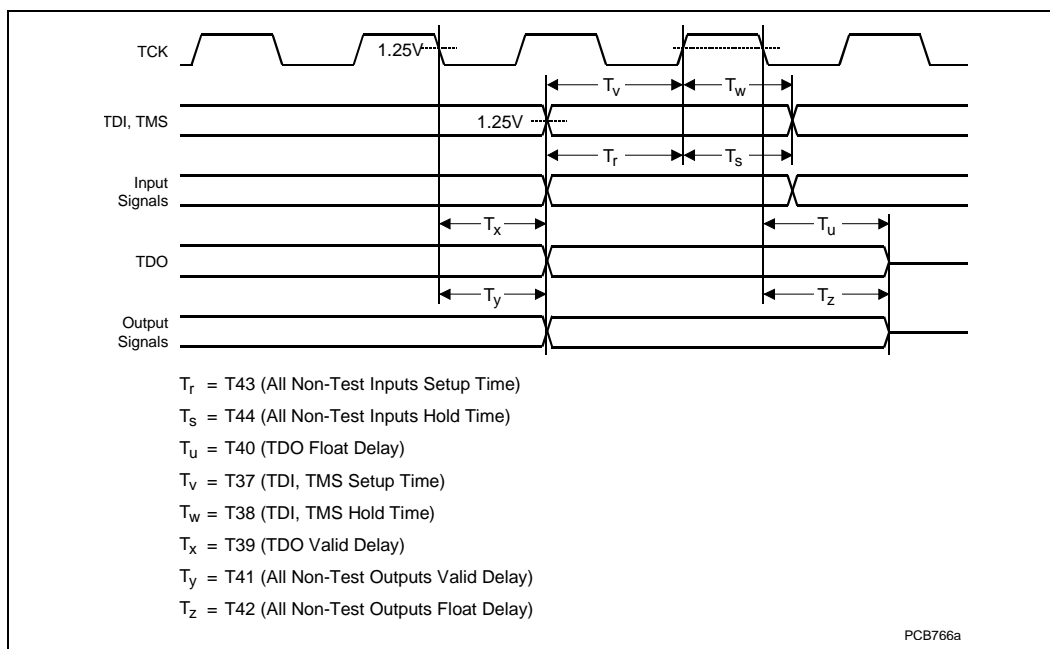 TCK
1.25V
Tv
Tw
TDI, TMS
1.25V
Tr
Ts
Input
Signals
Tx
Tu
TDO
Ty
Tz
Output
Signals
Tr = T43 (All Non-Test Inputs Setup Time)
Ts = T44 (All Non-Test Inputs Hold Time)
Tu = T40 (TDO Float Delay)
Tv = T37 (TDI, TMS Setup Time)
Tw = T38 (TDI, TMS Hold Time)
Tx = T39 (TDO Valid Delay)
Ty = T41 (All Non-Test Outputs Valid Delay)
Tz = T42 (All Non-Test Outputs Float Delay)
PCB766a